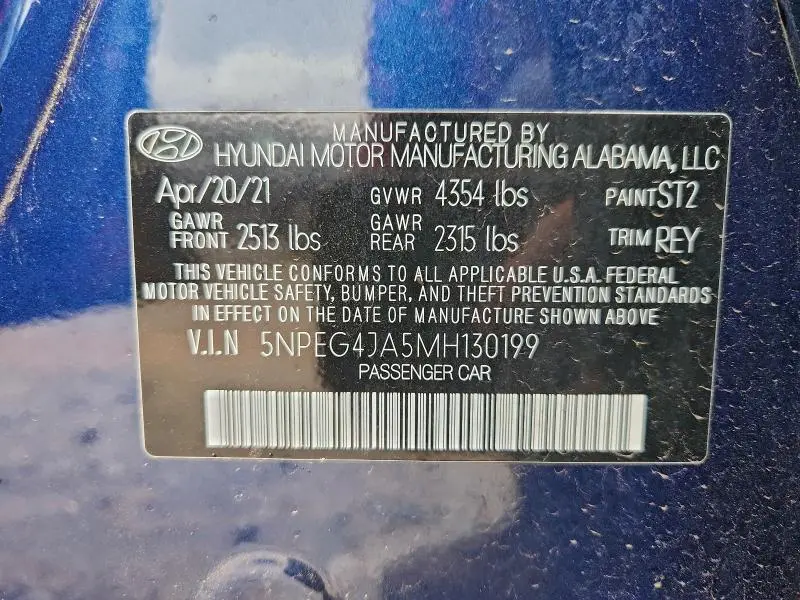 MANUFACTURED BY
HYUNDAI MOTOR MANUFACTURING ALABAMA, LLC
Apr/20/21 GVWR 4354 lbs PAINT ST2
GAWR FRONT 2513 lbs GAWR REAR 2315 lbs TRIM REY
THIS VEHICLE CONFORMS TO ALL APPLICABLE U.S.A. FEDERAL
MOTOR VEHICLE SAFETY, BUMPER, AND THEFT PREVENTION STANDARDS
IN EFFECT ON THE DATE OF MANUFACTURE SHOWN ABOVE
V.I.N 5NPEG4JA5MH130199
PASSENGER CAR